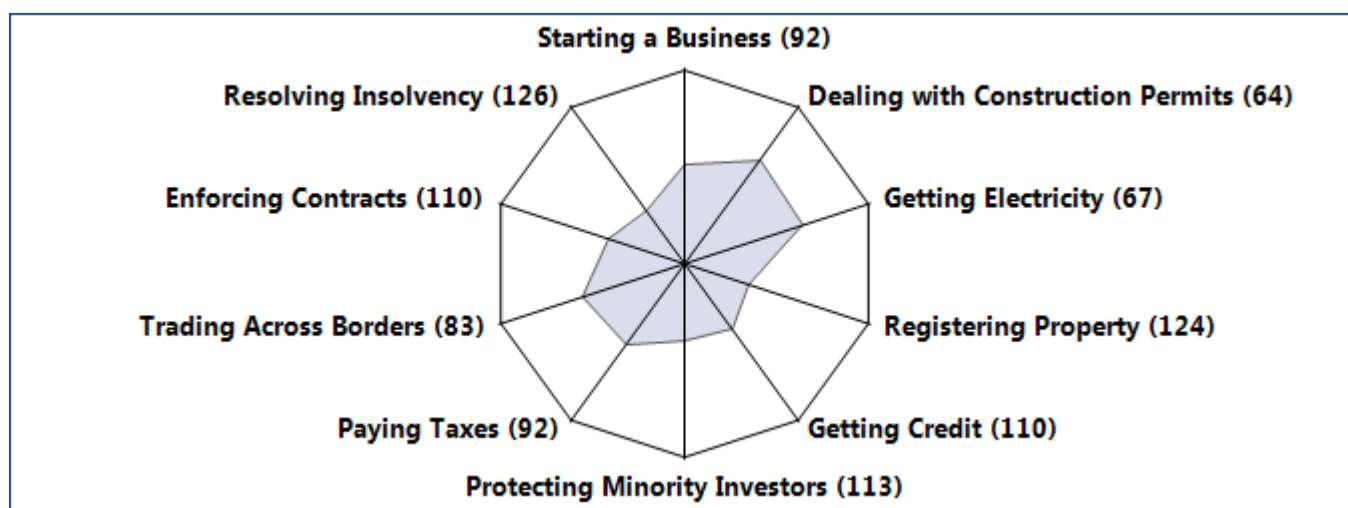 Starting a Business (92)
Resolving Insolvency (126)
Dealing with Construction Permits (64)
Enforcing Contracts (110)
Getting Electricity (67)
Trading Across Borders (83)
Registering Property (124)
Paying Taxes (92)
Getting Credit (110)
Protecting Minority Investors (113)